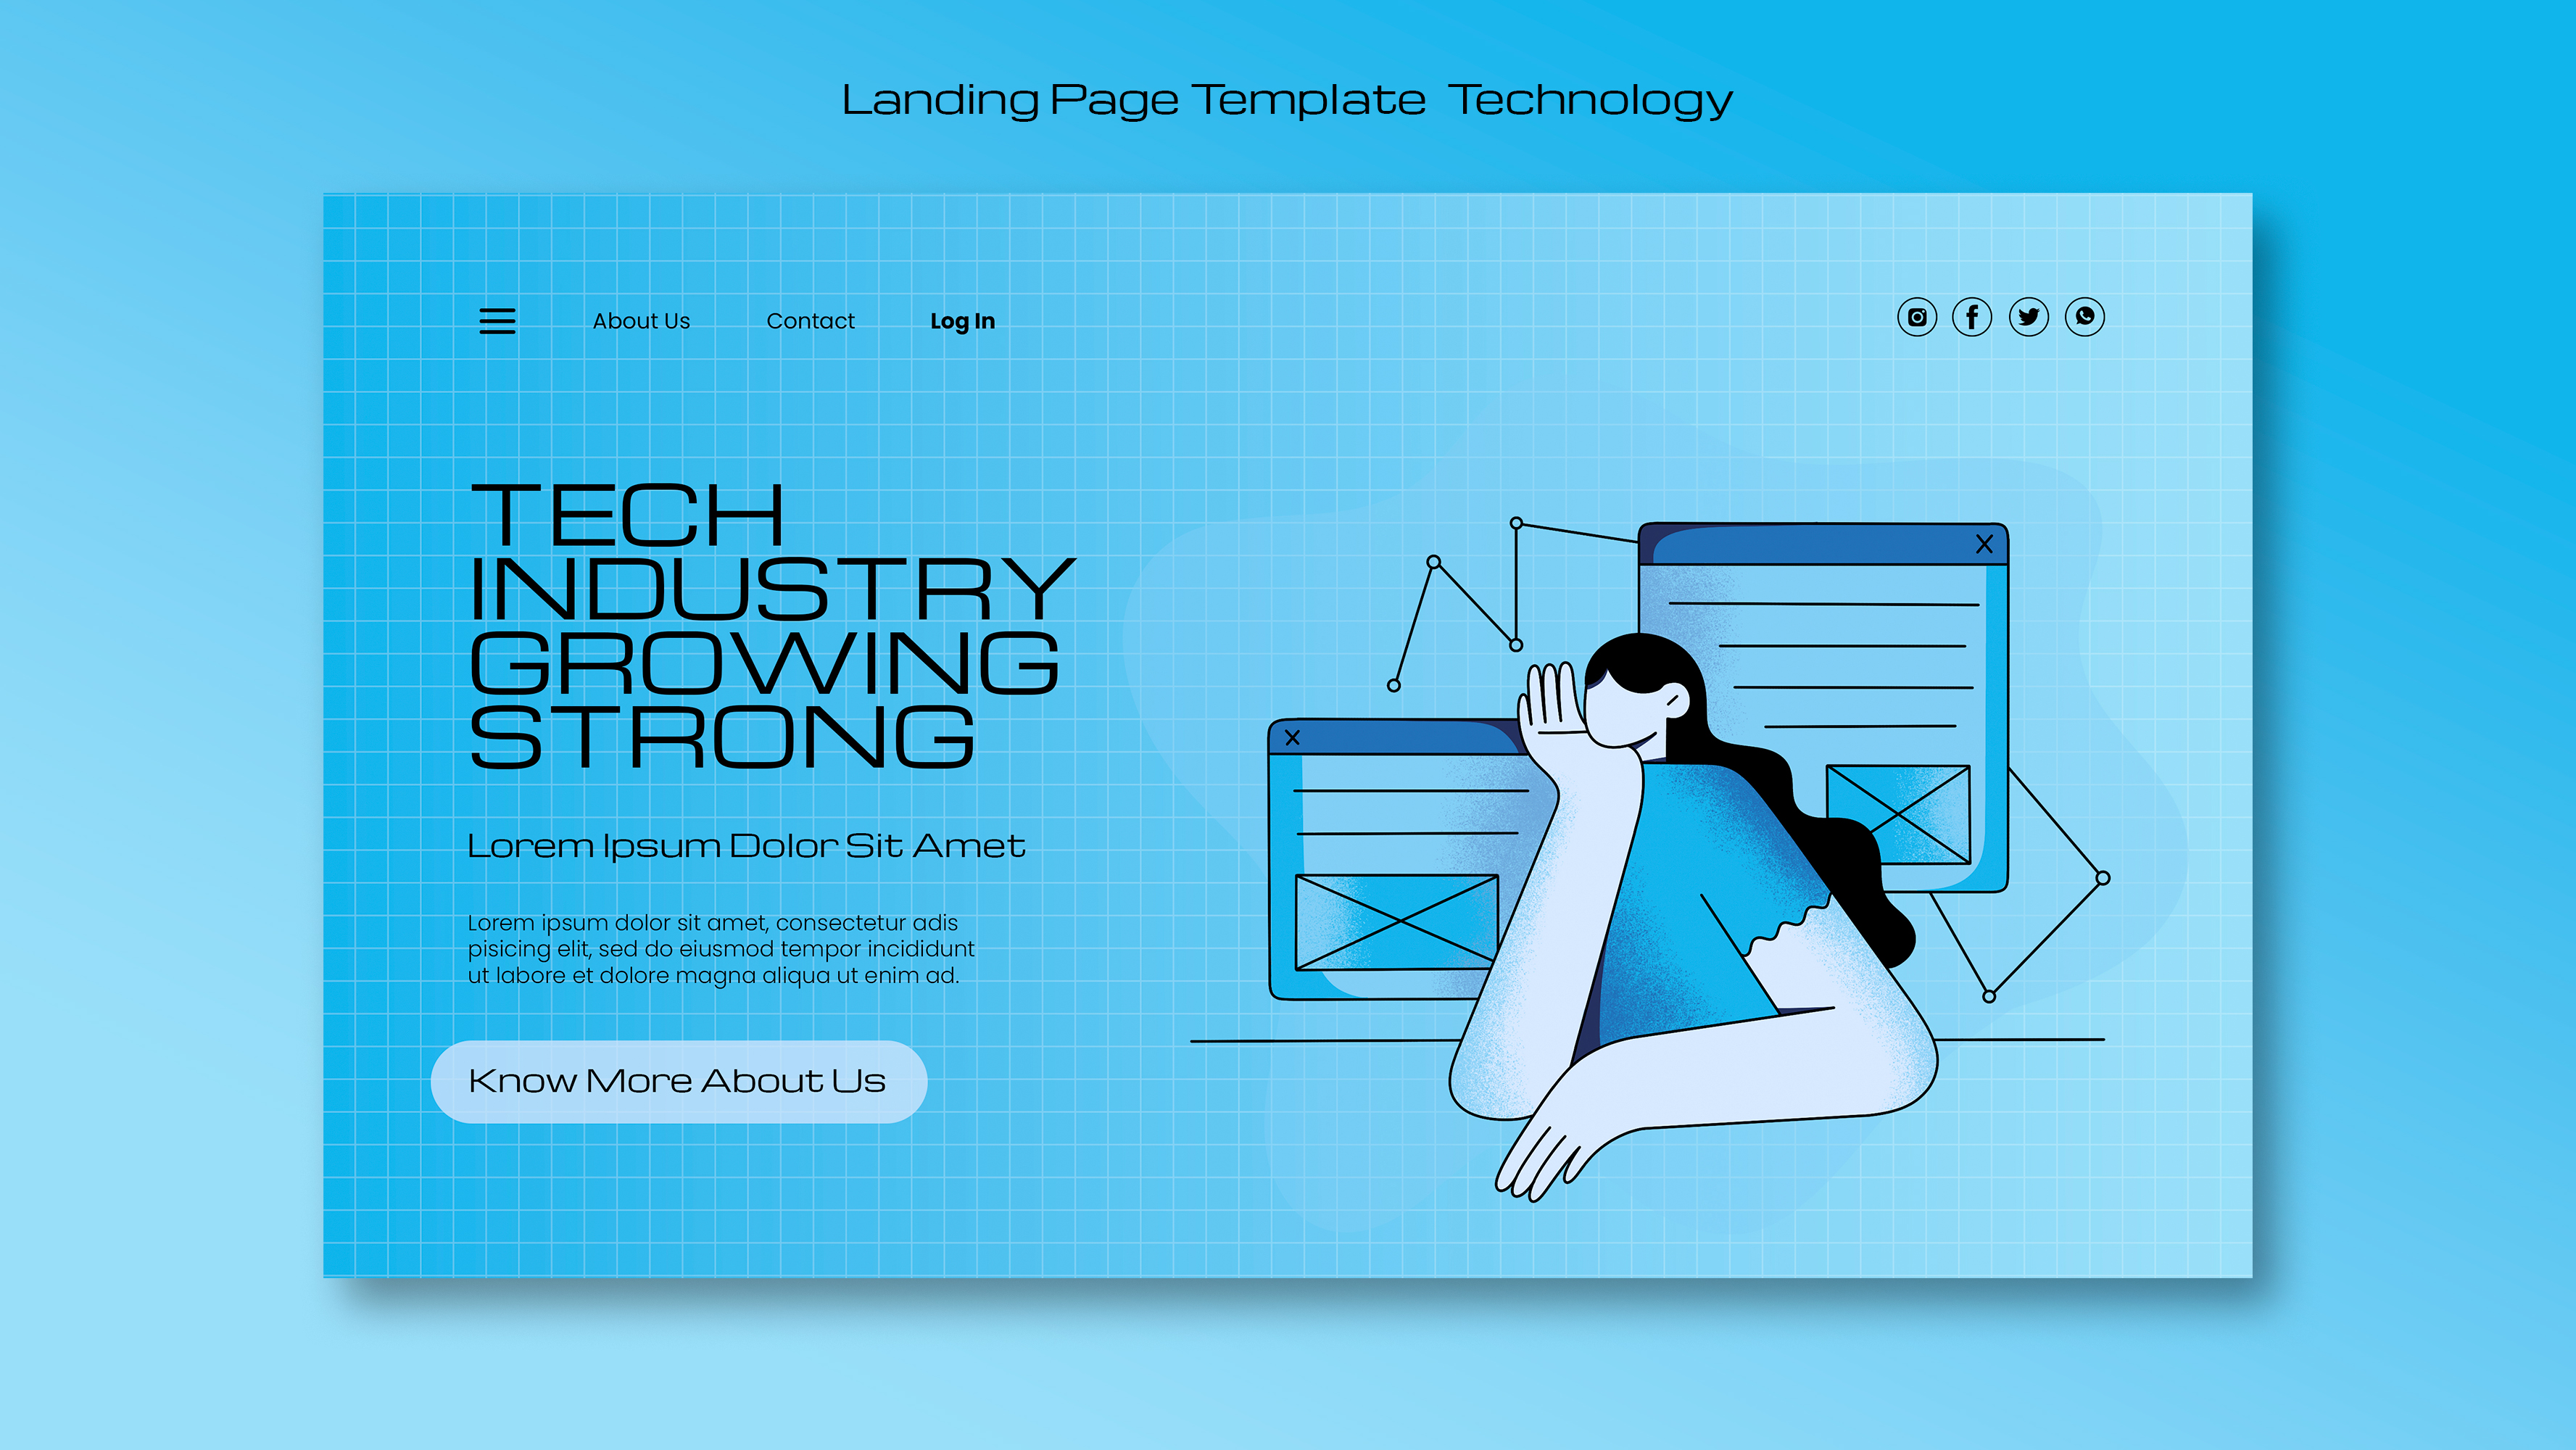 Landing Page Template Technology
About Us Contact Log In
TECH
INDUSTRY
GROWING
STRONG
Lorem Ipsum Dolor Sit Amet
Lorem ipsum dolor sit amet, consectetur adis
pisicing elit, sed do eiusmod tempor incididunt
ut labore et dolore magna aliqua ut enim ad.
Know More About Us